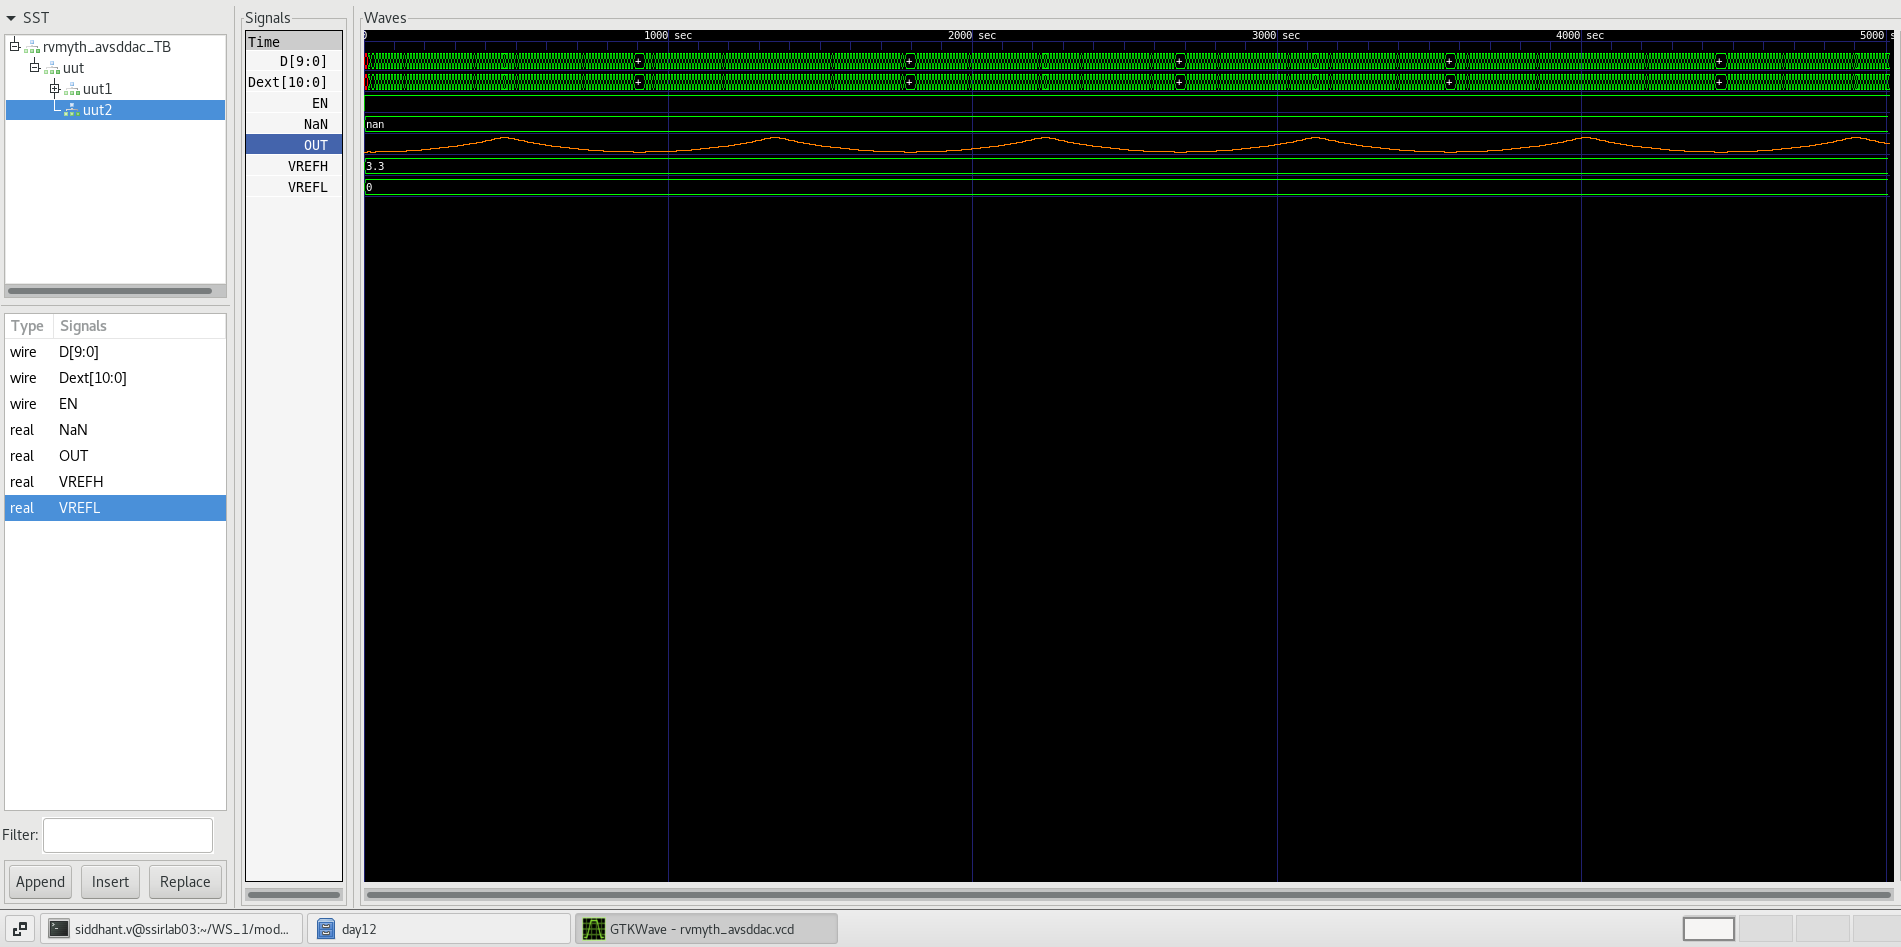 SST
rvmyth_avsddac_TB
uut
uut1
uut2
Type Signals
wire D[9:0]
wire Dext[10:0]
wire EN
real NaN
real OUT
real VREFH
real VREFL
Filter:
Append Insert Replace
Signals
Time
D[9:0]
Dext[10:0]
EN
NaN
OUT
VREFH
VREFL
Waves
0 1000 sec 2000 sec 3000 sec 4000 sec 5000 s
+ + + + +
+ + + + +
nan
3.3
0
siddhant.v@ssirlab03:~/WS_1/mod... day12 GTKWave - rvmyth_avsddac.vcd